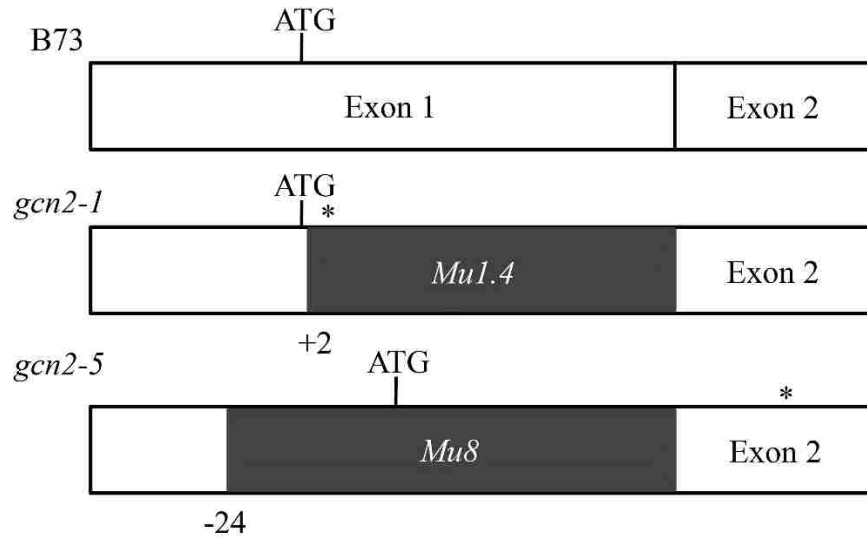 ATG
B73
Exon 1 Exon 2
ATG
gcn2-1 *
Mu1.4 Exon 2
+2
gcn2-5 ATG
*
Mu8 Exon 2
-24